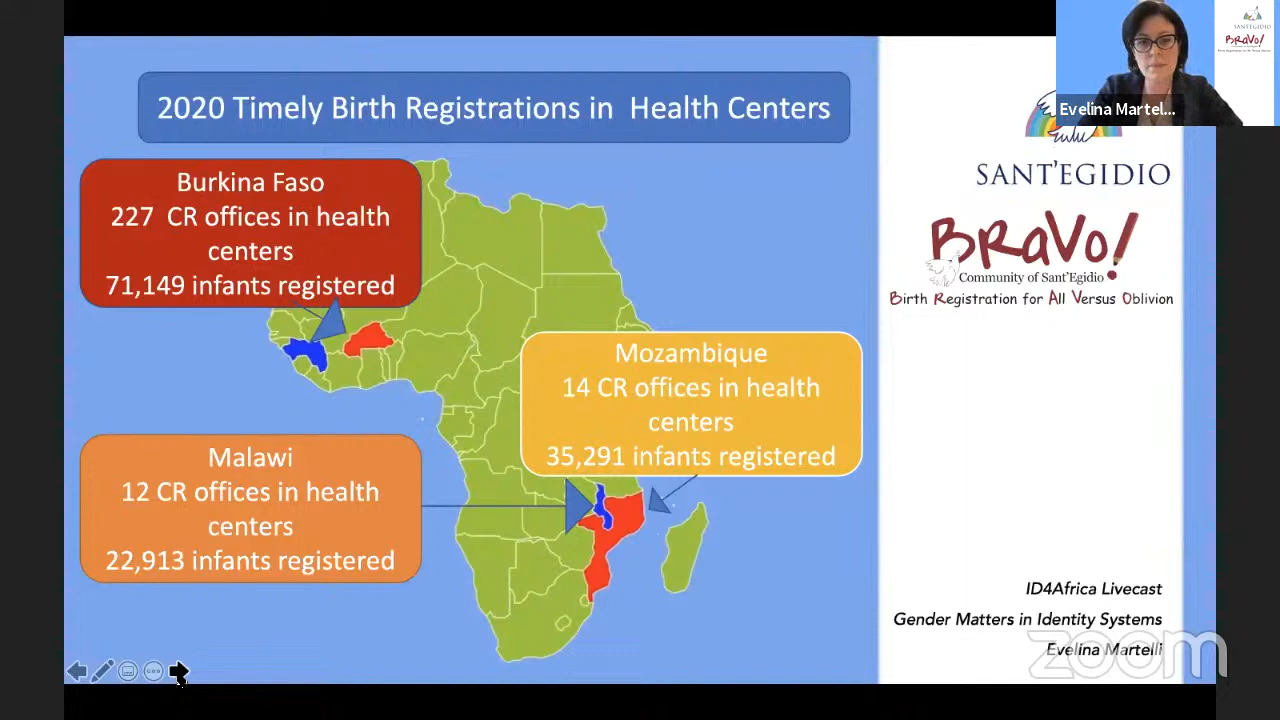 2020 Timely Birth Registrations in Health Centers
Burkina Faso
227 CR offices in health
centers
71,149 infants registered
Mozambique
14 CR offices in health
centers
35,291 infants registered
Malawi
12 CR offices in health
centers
22,913 infants registered
Evelina Martel...
SANT'EGIDIO
BRaVo!
SANT'EGIDIO
BRaVo!
Community of Sant'Egidio
Birth Registration for All Versus Oblivion
ID4Africa Livecast
Gender Matters in Identity Systems
Evelina Martelli
zoom